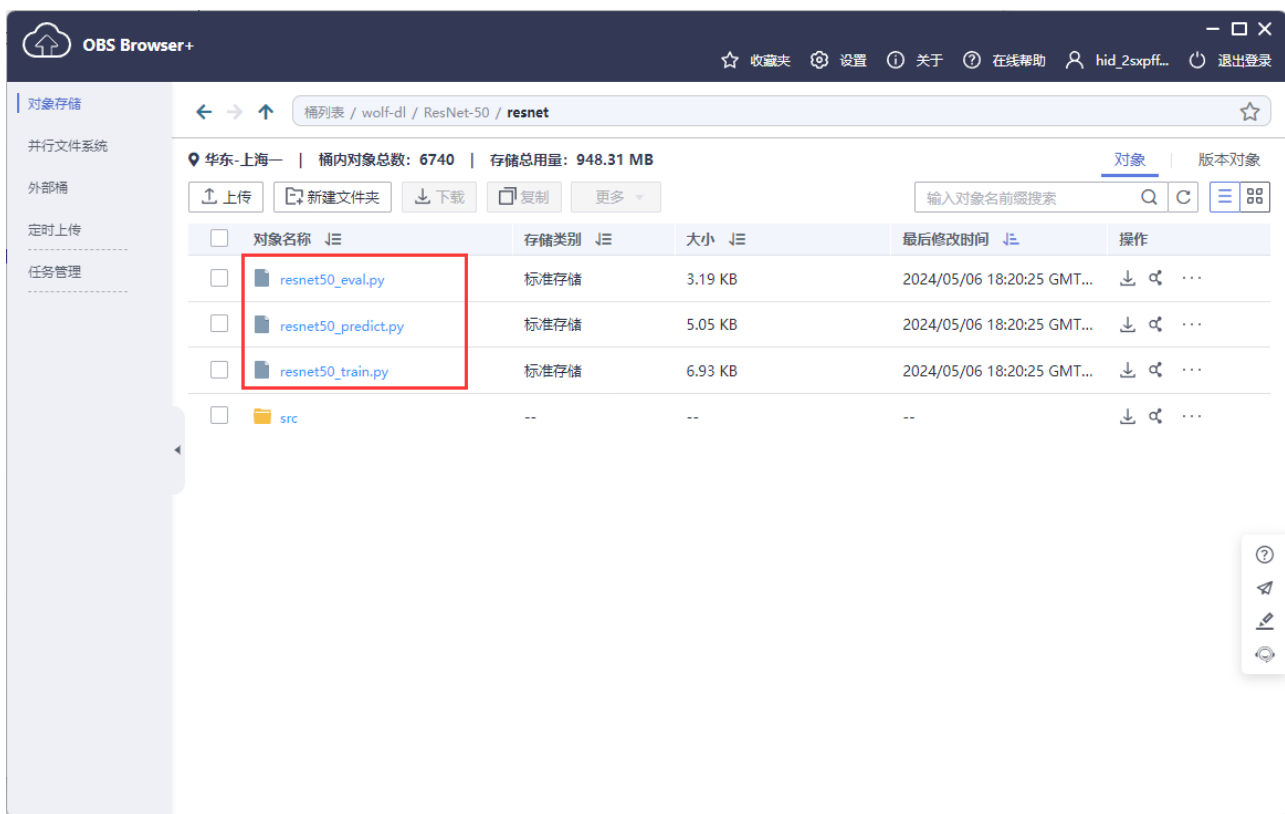 OBS Browser+
收藏夹 设置 关于 在线帮助 hid_2sxpff... 退出登录
对象存储
并行文件系统
外部桶
定时上传
任务管理
桶列表 / wolf-dl / ResNet-50 / resnet
华东-上海一 | 桶内对象总数：6740 | 存储总用量：948.31 MB
对象 | 版本对象
上传 新建文件夹 下载 复制 更多 输入对象名前缀搜索
对象名称 存储类别 大小 最后修改时间 操作
resnet50_eval.py 标准存储 3.19 KB 2024/05/06 18:20:25 GMT... ···
resnet50_predict.py 标准存储 5.05 KB 2024/05/06 18:20:25 GMT... ···
resnet50_train.py 标准存储 6.93 KB 2024/05/06 18:20:25 GMT... ···
src -- -- -- ···